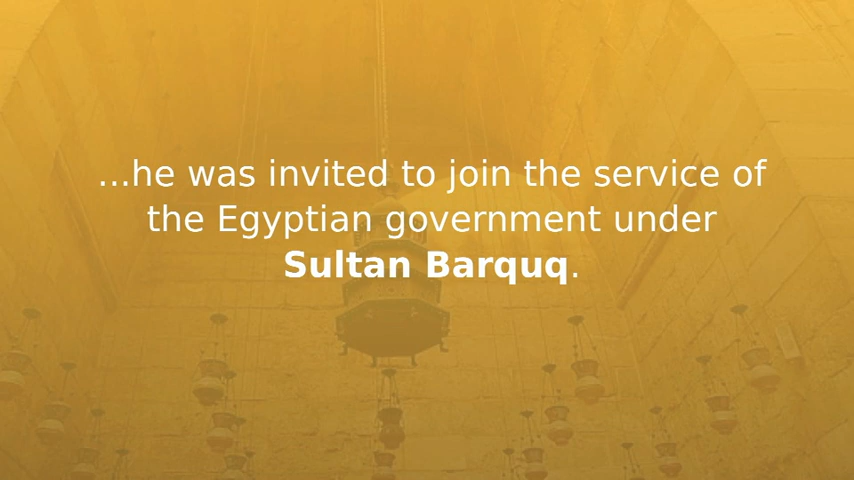 ...he was invited to join the service of
the Egyptian government under
Sultan Barquq.